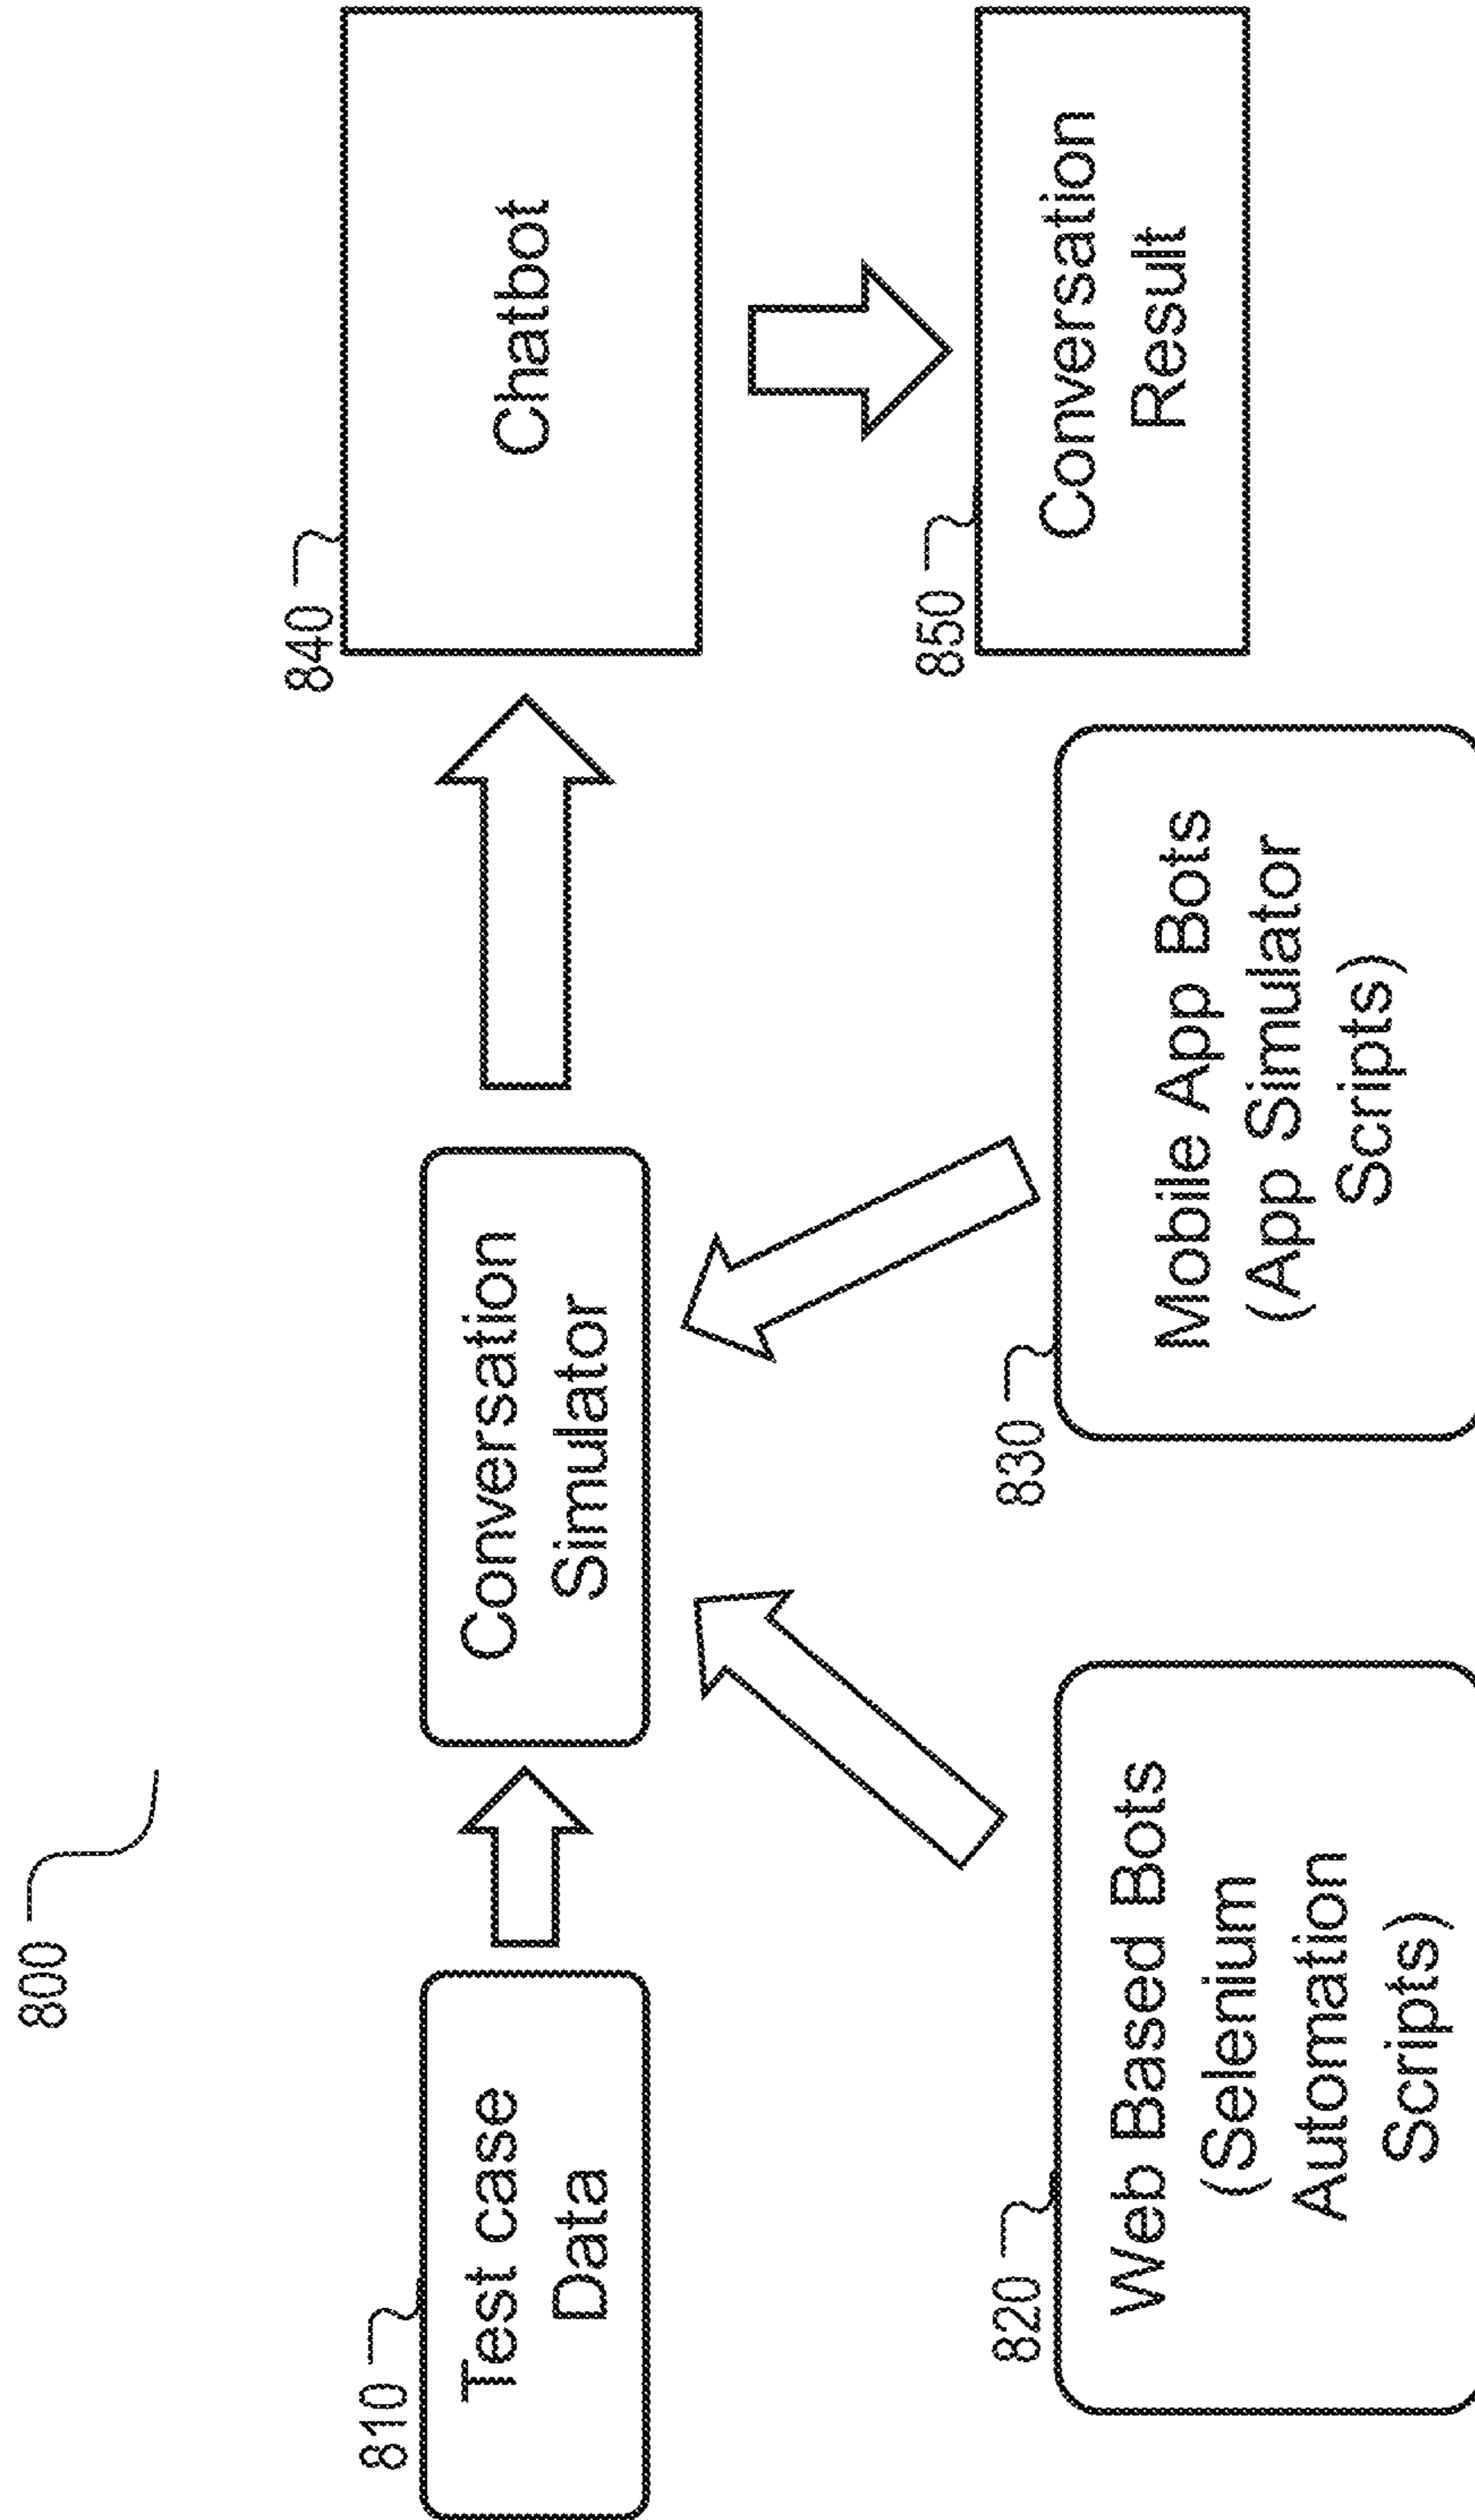 800
810
Test case
Data
Conversation
Simulator
840
Chatbot
820
Web Based Bots
(Selenium
Automation
Scripts)
830
Mobile App Bots
(App Simulator
Scripts)
850
Conversation
Result